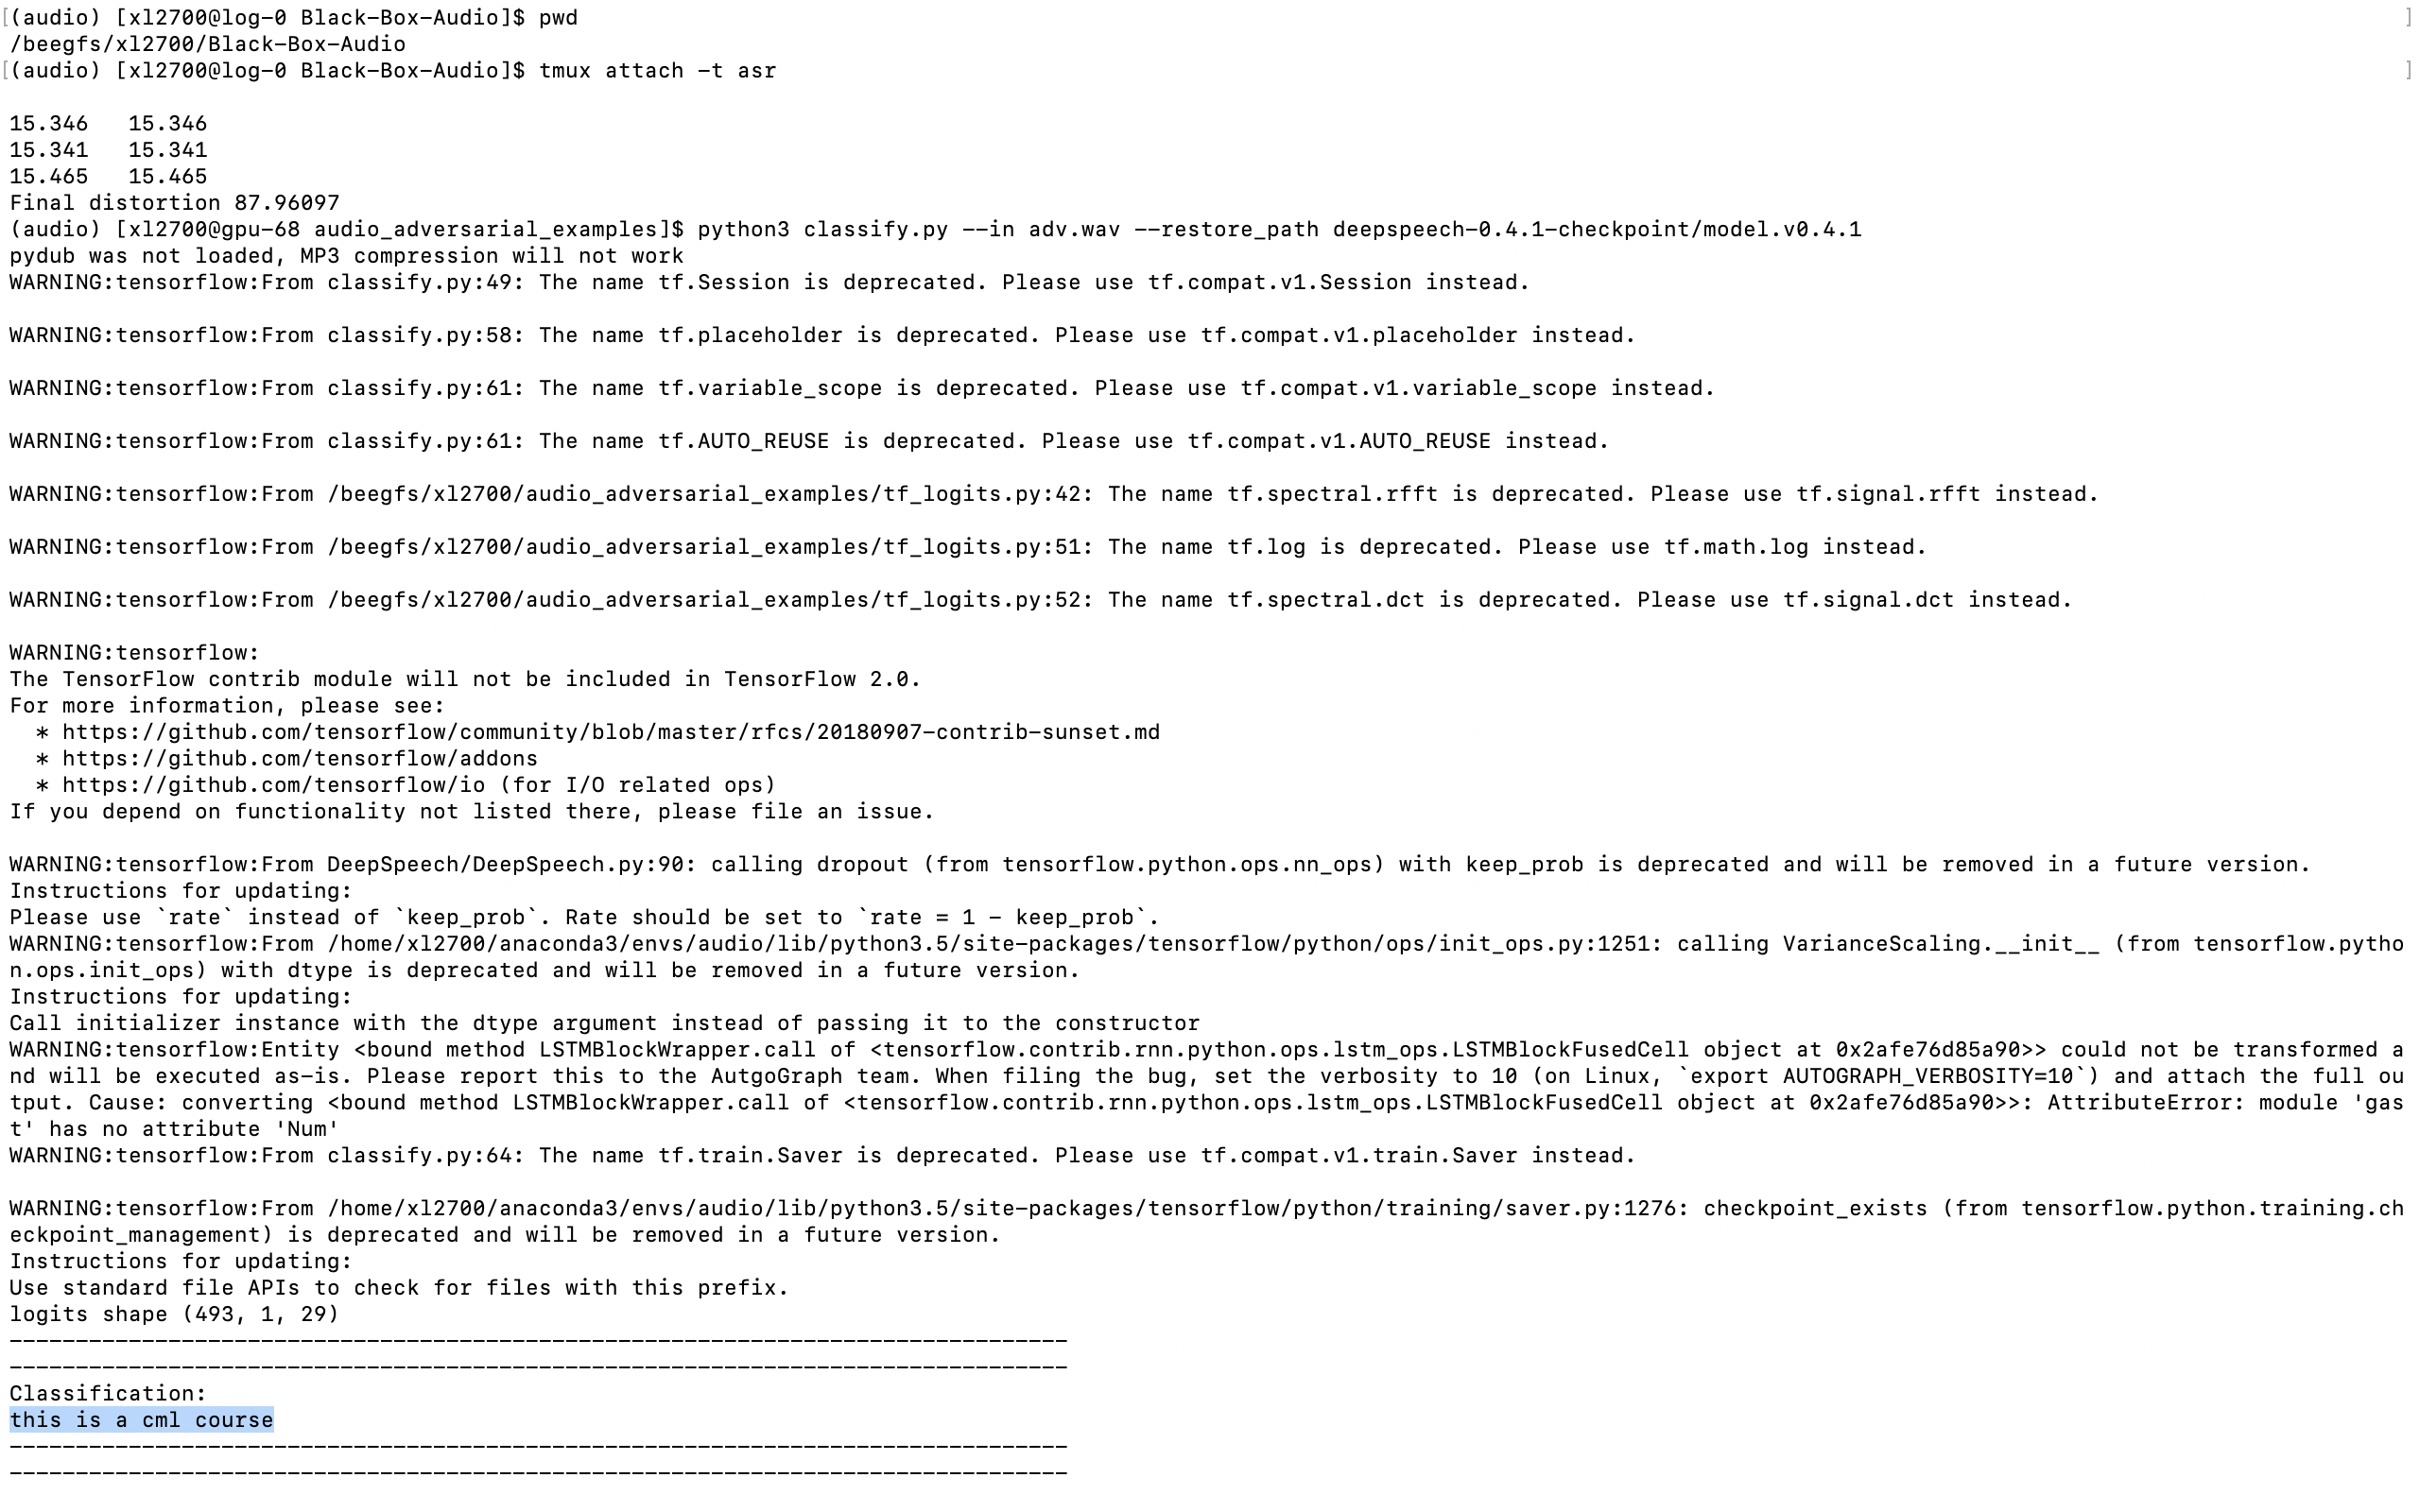 [(audio) [xl2700@log-0 Black-Box-Audio]$ pwd ]
/beegfs/xl2700/Black-Box-Audio
[(audio) [xl2700@log-0 Black-Box-Audio]$ tmux attach -t asr ]
15.346   15.346
15.341   15.341
15.465   15.465
Final distortion 87.96097
(audio) [xl2700@gpu-68 audio_adversarial_examples]$ python3 classify.py --in adv.wav --restore_path deepspeech-0.4.1-checkpoint/model.v0.4.1
pydub was not loaded, MP3 compression will not work
WARNING:tensorflow:From classify.py:49: The name tf.Session is deprecated. Please use tf.compat.v1.Session instead.
WARNING:tensorflow:From classify.py:58: The name tf.placeholder is deprecated. Please use tf.compat.v1.placeholder instead.
WARNING:tensorflow:From classify.py:61: The name tf.variable_scope is deprecated. Please use tf.compat.v1.variable_scope instead.
WARNING:tensorflow:From classify.py:61: The name tf.AUTO_REUSE is deprecated. Please use tf.compat.v1.AUTO_REUSE instead.
WARNING:tensorflow:From /beegfs/xl2700/audio_adversarial_examples/tf_logits.py:42: The name tf.spectral.rfft is deprecated. Please use tf.signal.rfft instead.
WARNING:tensorflow:From /beegfs/xl2700/audio_adversarial_examples/tf_logits.py:51: The name tf.log is deprecated. Please use tf.math.log instead.
WARNING:tensorflow:From /beegfs/xl2700/audio_adversarial_examples/tf_logits.py:52: The name tf.spectral.dct is deprecated. Please use tf.signal.dct instead.
WARNING:tensorflow:
The TensorFlow contrib module will not be included in TensorFlow 2.0.
For more information, please see:
  * https://github.com/tensorflow/community/blob/master/rfcs/20180907-contrib-sunset.md
  * https://github.com/tensorflow/addons
  * https://github.com/tensorflow/io (for I/O related ops)
If you depend on functionality not listed there, please file an issue.
WARNING:tensorflow:From DeepSpeech/DeepSpeech.py:90: calling dropout (from tensorflow.python.ops.nn_ops) with keep_prob is deprecated and will be removed in a future version.
Instructions for updating:
Please use `rate` instead of `keep_prob`. Rate should be set to `rate = 1 - keep_prob`.
WARNING:tensorflow:From /home/xl2700/anaconda3/envs/audio/lib/python3.5/site-packages/tensorflow/python/ops/init_ops.py:1251: calling VarianceScaling.__init__ (from tensorflow.pytho
n.ops.init_ops) with dtype is deprecated and will be removed in a future version.
Instructions for updating:
Call initializer instance with the dtype argument instead of passing it to the constructor
WARNING:tensorflow:Entity <bound method LSTMBlockWrapper.call of <tensorflow.contrib.rnn.python.ops.lstm_ops.LSTMBlockFusedCell object at 0x2afe76d85a90>> could not be transformed a
nd will be executed as-is. Please report this to the AutgoGraph team. When filing the bug, set the verbosity to 10 (on Linux, `export AUTOGRAPH_VERBOSITY=10`) and attach the full ou
tput. Cause: converting <bound method LSTMBlockWrapper.call of <tensorflow.contrib.rnn.python.ops.lstm_ops.LSTMBlockFusedCell object at 0x2afe76d85a90>>: AttributeError: module 'gas
t' has no attribute 'Num'
WARNING:tensorflow:From classify.py:64: The name tf.train.Saver is deprecated. Please use tf.compat.v1.train.Saver instead.
WARNING:tensorflow:From /home/xl2700/anaconda3/envs/audio/lib/python3.5/site-packages/tensorflow/python/training/saver.py:1276: checkpoint_exists (from tensorflow.python.training.ch
eckpoint_management) is deprecated and will be removed in a future version.
Instructions for updating:
Use standard file APIs to check for files with this prefix.
logits shape (493, 1, 29)
--------------------------------------------------------------------------------
--------------------------------------------------------------------------------
Classification:
this is a cml course
--------------------------------------------------------------------------------
--------------------------------------------------------------------------------